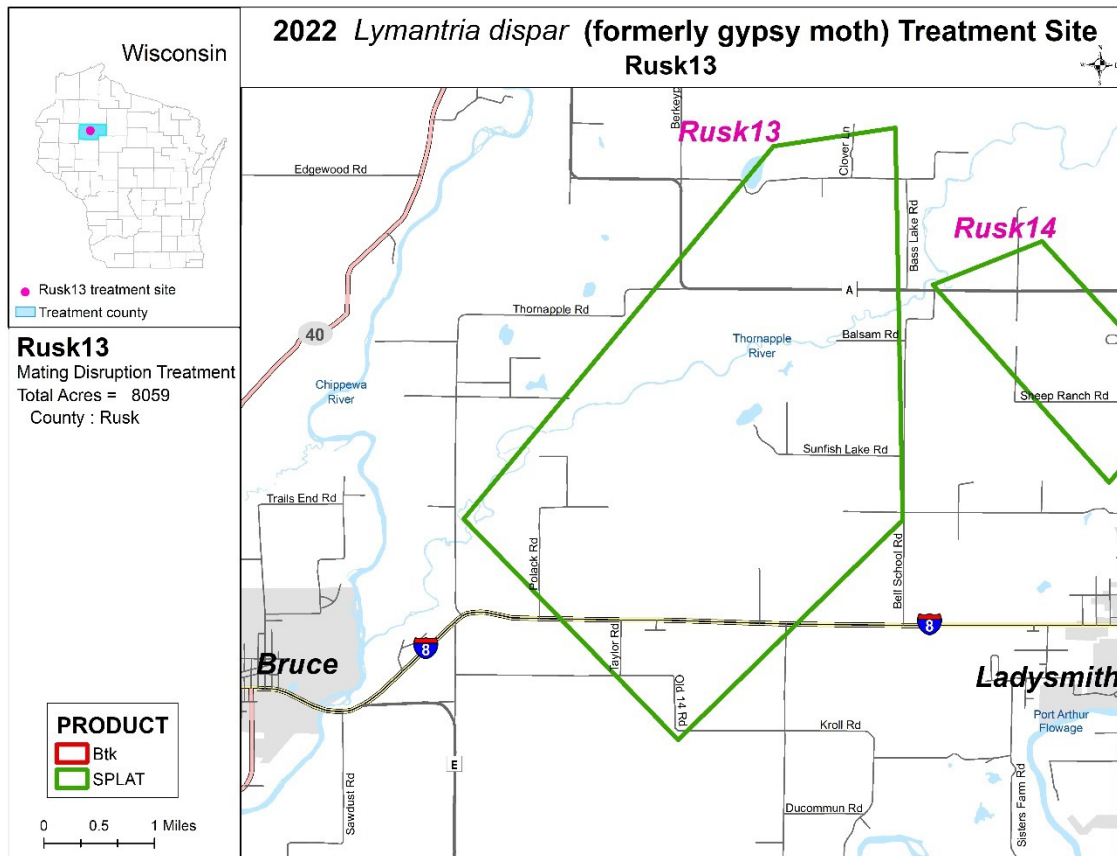 2022 Lymantria dispar (formerly gypsy moth) Treatment Site
Rusk13
N
W
S
Wisconsin
Rusk13 treatment site
Treatment county
Rusk13
Mating Disruption Treatment
Total Acres = 8059
County : Rusk
PRODUCT
Btk
SPLAT
0 0.5 1 Miles
Rusk13
Clover Ln
Edgewood Rd
Bass Lake Rd
Rusk14
A
Thornapple Rd
40
Thornapple
River
Balsam Rd
Chippewa
River
Sheep Ranch Rd
Sunfish Lake Rd
Trails End Rd
Polack Rd
Bell School Rd
8
8
Taylor Rd
Bruce
Old 14 Rd
Ladysmith
Port Arthur
Flowage
Kroll Rd
E
Sawdust Rd
Sisters Farm Rd
Ducommun Rd